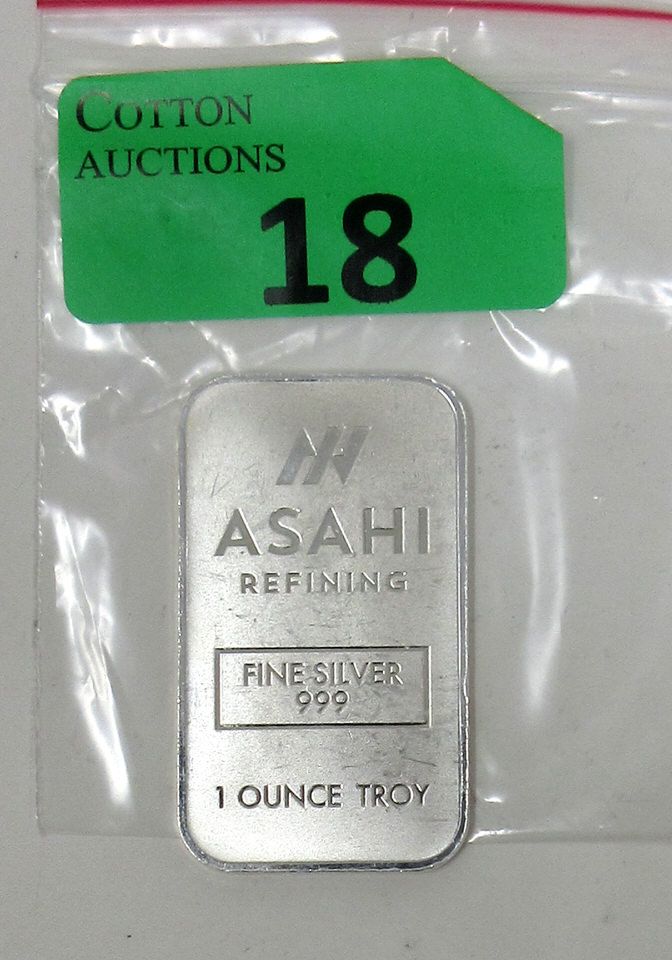 COTTON
AUCTIONS
18
ASAHI
REFINING
FINE SILVER
999
1 OUNCE TROY